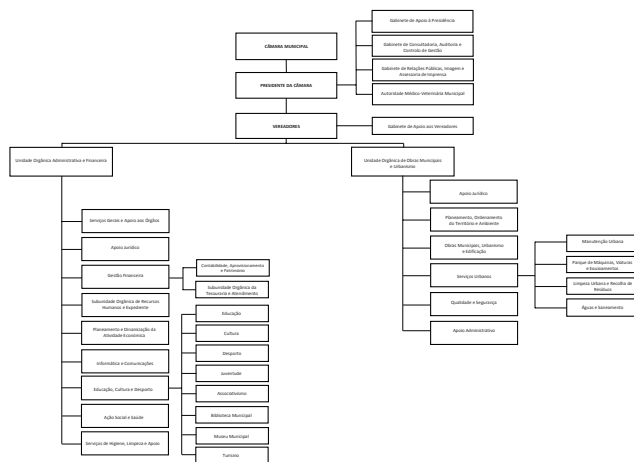 Gabinete de Apoio à Presidência
CÂMARA MUNICIPAL
Gabinete de Consultadoria, Auditoria e
Controlo de Gestão
Gabinete de Relações Públicas, Imagem e
Assessoria de Imprensa
PRESIDENTE DA CÂMARA
Autoridade Médico-Veterinária Municipal
VEREADORES
Gabinete de Apoio aos Vereadores
Unidade Orgânica Administrativa e Financeira
Unidade Orgânica de Obras Municipais
e Urbanismo
Serviços Gerais e Apoio aos Órgãos
Apoio Jurídico
Gestão Financeira
Contabilidade, Aprovisionamento
e Património
Subunidade Orgânica da
Tesouraria e Atendimento
Subunidade Orgânica de Recursos
Humanos e Expediente
Planeamento e Dinamização da
Atividade Económica
Informática e Comunicações
Educação, Cultura e Desporto
Educação
Cultura
Desporto
Juventude
Associativismo
Biblioteca Municipal
Museu Municipal
Turismo
Ação Social e Saúde
Serviços de Higiene, Limpeza e Apoio
Apoio Jurídico
Planeamento, Ordenamento
do Território e Ambiente
Obras Municipais, Urbanismo
e Edificação
Serviços Urbanos
Manutenção Urbana
Parque de Máquinas, Viaturas
e Equipamentos
Limpeza Urbana e Recolha de
Resíduos
Águas e Saneamento
Qualidade e Segurança
Apoio Administrativo